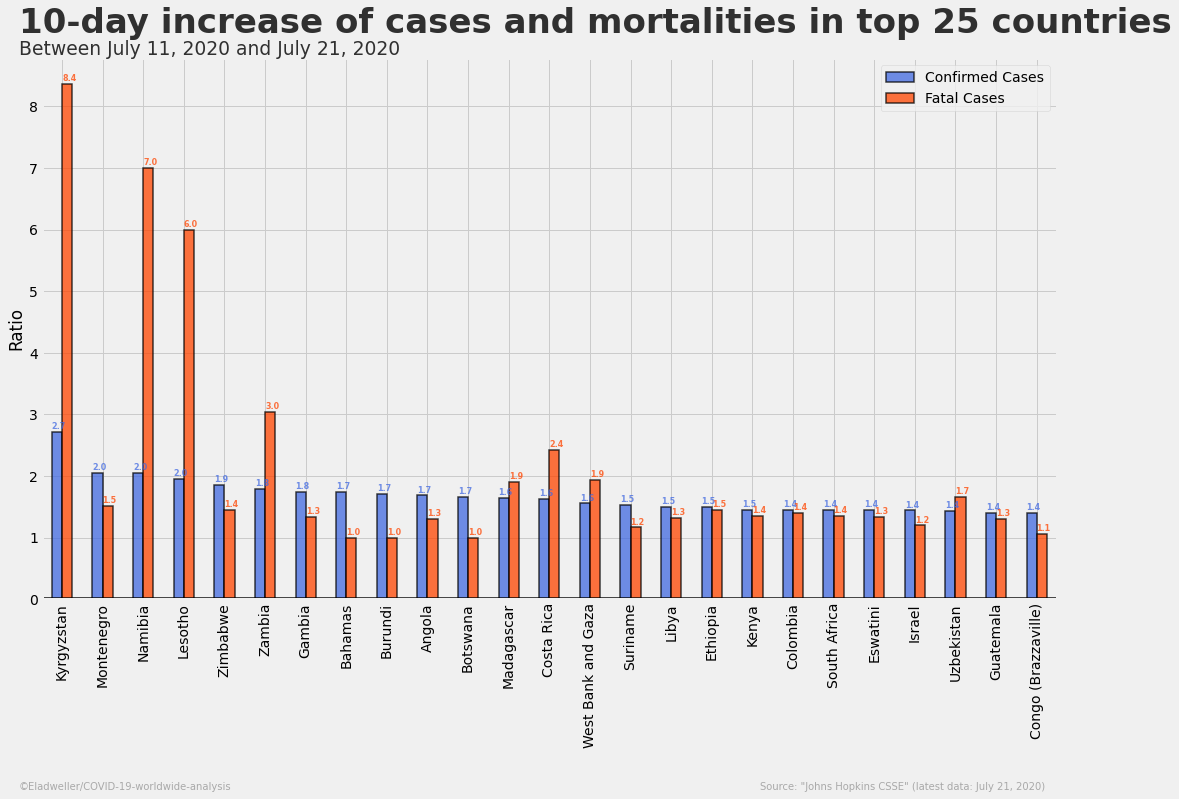 10-day increase of cases and mortalities in top 25 countries
Between July 11, 2020 and July 21, 2020
Confirmed Cases
Fatal Cases
Ratio
8
7
6
5
4
3
2
1
0
8.4
2.0
1.5
7.0
6.0
1.9
1.4
3.0
1.8
1.3
1.7
1.0
1.7
1.0
1.7
1.3
1.7
1.0
1.9
2.4
1.9
1.5
1.2
1.5
1.3
1.5
1.5
1.5
1.4
1.4
1.4
1.4
1.4
1.4
1.3
1.4
1.2
1.7
1.4
1.3
1.4
1.1
Kyrgyzstan
Montenegro
Namibia
Lesotho
Zimbabwe
Zambia
Gambia
Bahamas
Burundi
Angola
Botswana
Madagascar
Costa Rica
West Bank and Gaza
Suriname
Libya
Ethiopia
Kenya
Colombia
South Africa
Eswatini
Israel
Uzbekistan
Guatemala
Congo (Brazzaville)
©Eladweller/COVID-19-worldwide-analysis
Source: "Johns Hopkins CSSE" (latest data: July 21, 2020)